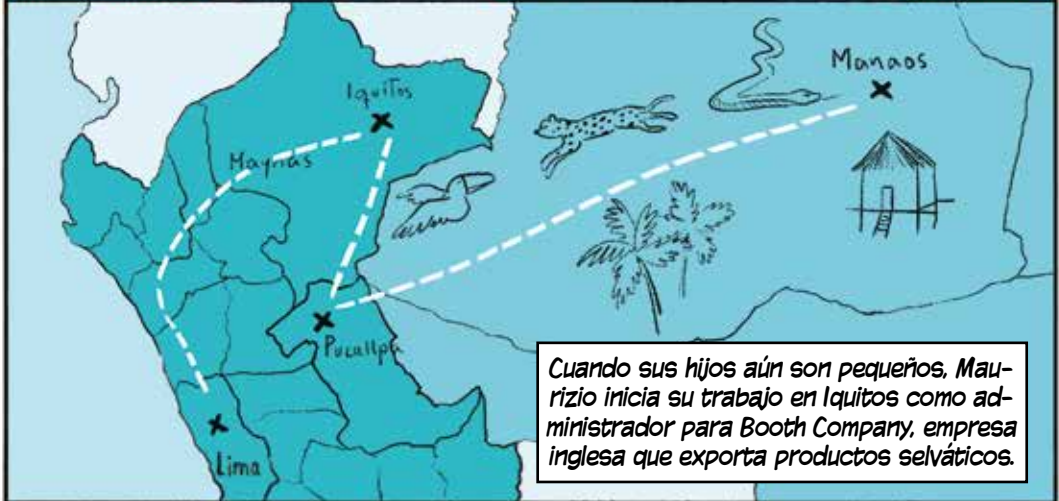 Manaos
Iquitos
Maynas
Pucallpa
Lima
Cuando sus hijos aún son pequeños, Mau-
rizio inicia su trabajo en Iquitos como ad-
ministrador para Booth Company, empresa
inglesa que exporta productos selváticos.